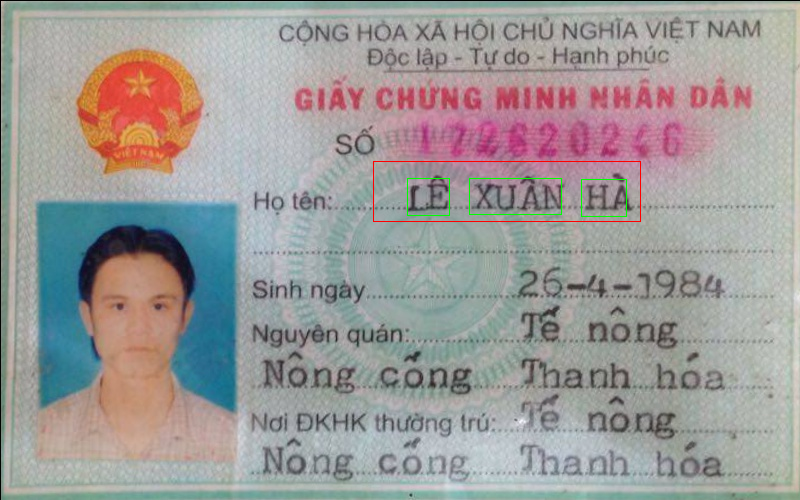 CỘNG HÒA XÃ HỘI CHỦ NGHĨA VIỆT NAM
Độc lập - Tự do - Hạnh phúc
GIẤY CHỨNG MINH NHÂN DÂN
VIỆT NAM
SỐ 172820246
Họ tên: LÊ XUÂN HÀ
Sinh ngày 26-4-1984
Nguyên quán: Tế nông
Nông cống Thanh hóa
Nơi ĐKHK thường trú: Tế nông
Nông cống Thanh hóa